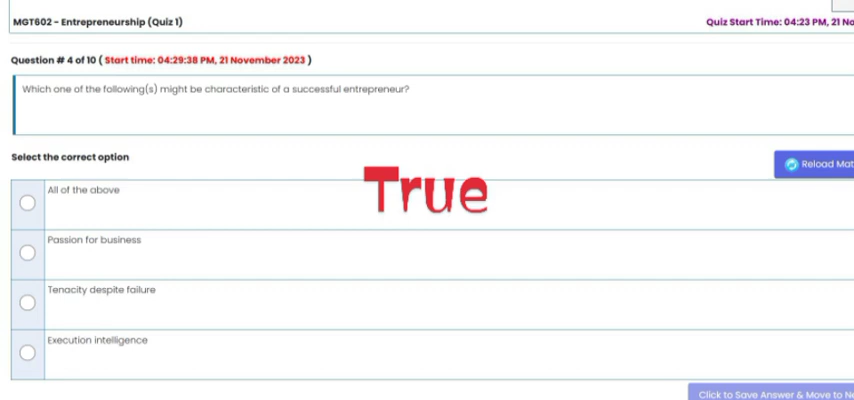 MGT602 - Entrepreneurship (Quiz 1)
Quiz Start Time: 04:23 PM, 21 No
Question # 4 of 10 ( Start time: 04:29:38 PM, 21 November 2023 )
Which one of the following(s) might be characteristic of a successful entrepreneur?
Select the correct option
Reload Mat
True
All of the above
Passion for business
Tenacity despite failure
Execution intelligence
Click to Save Answer & Move to Ne